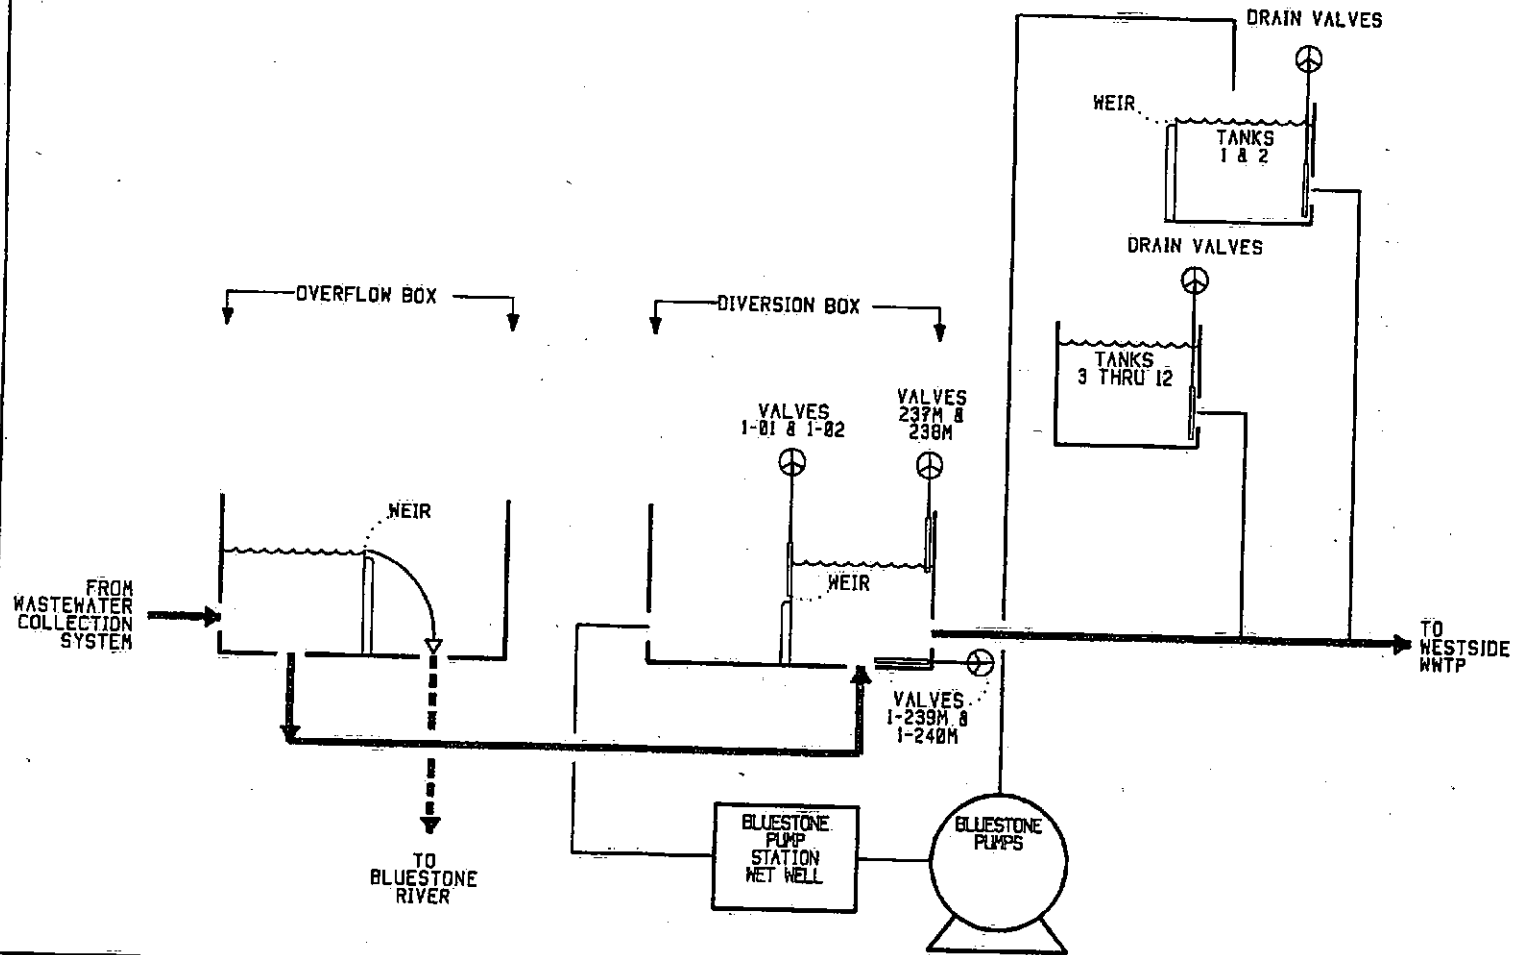 DRAIN VALVES
WEIR
TANKS
1 & 2
DRAIN VALVES
OVERFLOW BOX
DIVERSION BOX
TANKS
3 THRU 12
VALVES
1-01 & 1-02
VALVES
237M &
238M
WEIR
WEIR
FROM
WASTEWATER
COLLECTION
SYSTEM
TO
WESTSIDE
WWTP
VALVES
1-239M &
1-240M
BLUESTONE
PUMP
STATION
WET WELL
BLUESTONE
PUMPS
TO
BLUESTONE
RIVER